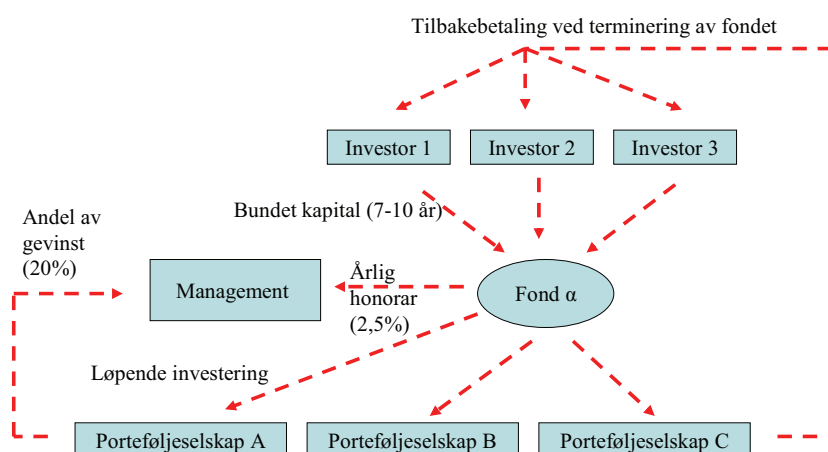 Tilbakebetaling ved terminering av fondet
Investor 1
Investor 2
Investor 3
Bundet kapital (7-10 år)
Andel av
gevinst
(20%)
Management
Årlig
honorar
(2,5%)
Fond α
Løpende investering
Porteføljeselskap A
Porteføljeselskap B
Porteføljeselskap C